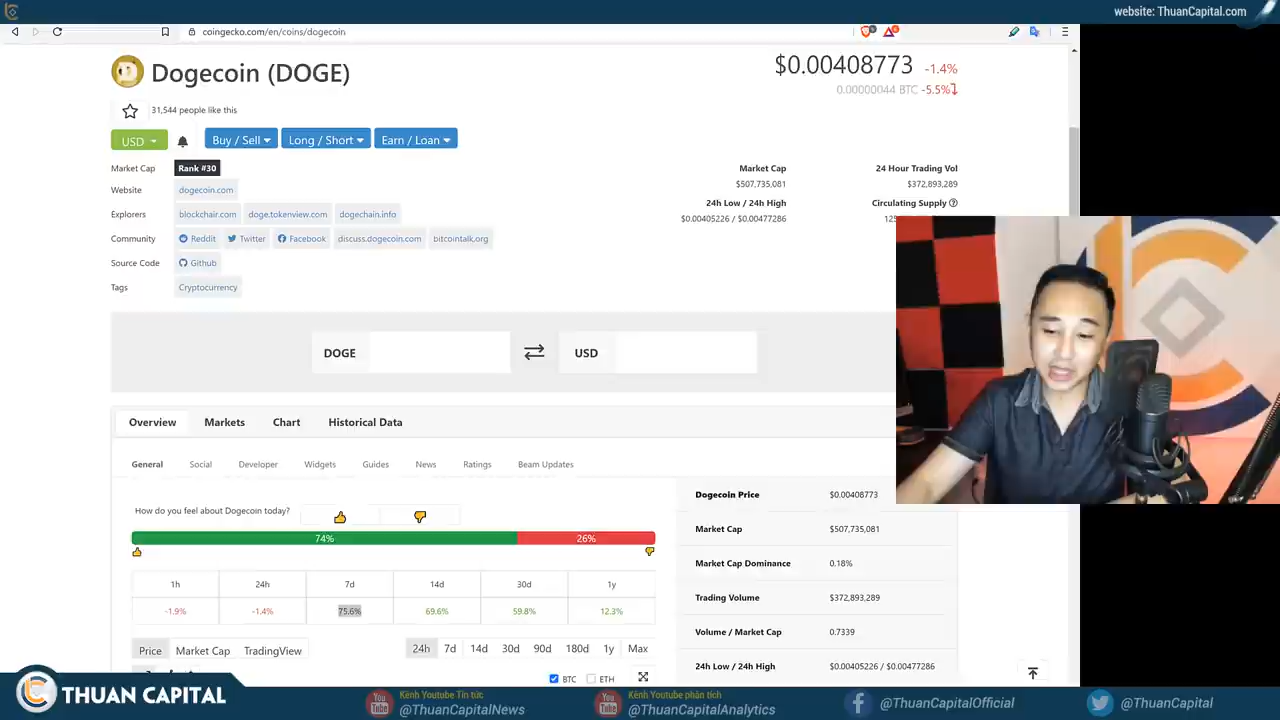 website: ThuanCapital.com
coingecko.com/en/coins/dogecoin
Dogecoin (DOGE)
$0.00408773 -1.4%
0.00000044 BTC -5.5%
31,544 people like this
USD
Buy / Sell
Long / Short
Earn / Loan
Market Cap
Rank #30
Website
dogecoin.com
Explorers
blockchair.com
doge.tokenview.com
dogechain.info
Community
Reddit
Twitter
Facebook
discuss.dogecoin.com
bitcointalk.org
Source Code
Github
Tags
Cryptocurrency
Market Cap
$507,735,081
24 Hour Trading Vol
$372,893,289
24h Low / 24h High
$0.00405226 / $0.00477286
Circulating Supply
DOGE
USD
Overview Markets Chart Historical Data
General Social Developer Widgets Guides News Ratings Beam Updates
How do you feel about Dogecoin today?
74% 26%
1h 24h 7d 14d 30d 1y
-1.9% -1.4% 75.6% 69.6% 59.8% 12.3%
Price Market Cap TradingView
24h 7d 14d 30d 90d 180d 1y Max
BTC ETH
Dogecoin Price $0.00408773
Market Cap $507,735,081
Market Cap Dominance 0.18%
Trading Volume $372,893,289
Volume / Market Cap 0.7339
24h Low / 24h High $0.00405226 / $0.00477286
THUAN CAPITAL
You Tube
Kênh Youtube Tin tức
@ThuanCapitalNews
You Tube
Kênh Youtube phân tích
@ThuanCapitalAnalytics
@ThuanCapitalOfficial
@ThuanCapital